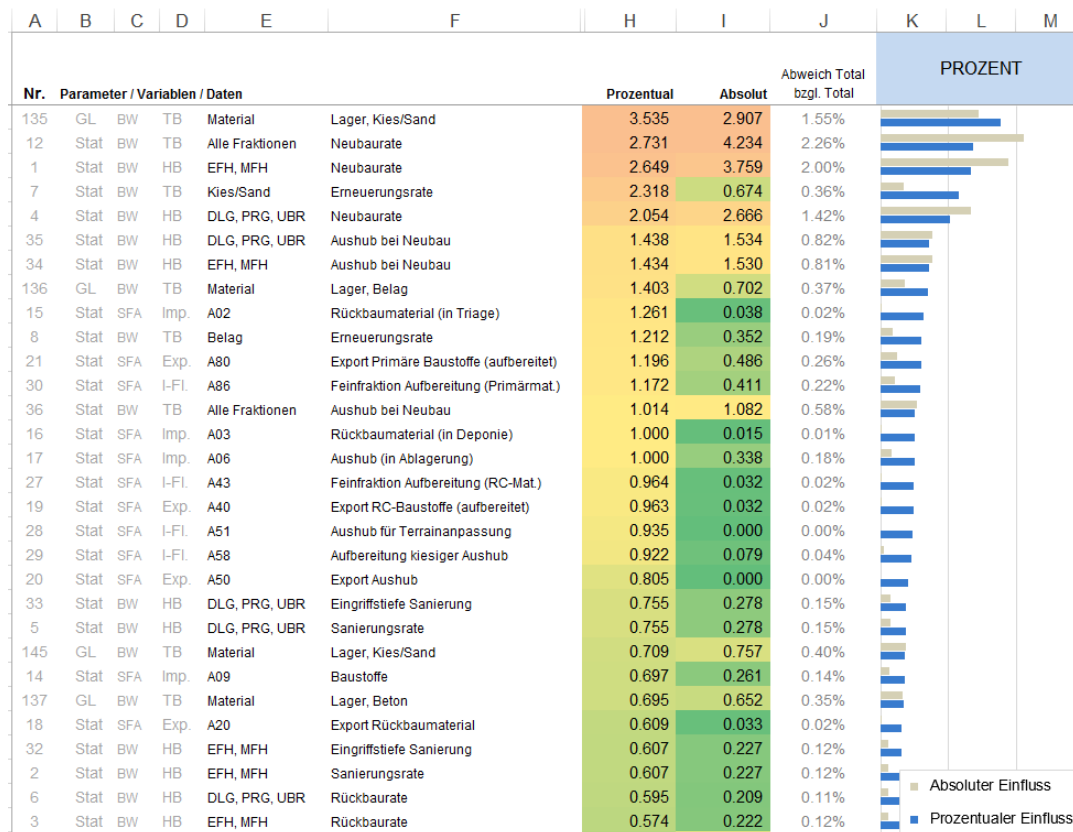 A B C D E F H I J K L M
Abweich Total
PROZENT
Nr. Parameter / Variablen / Daten Prozentual Absolut bzgl. Total
135 GL BW TB Material Lager, Kies/Sand 3.535 2.907 1.55%
12 Stat BW TB Alle Fraktionen Neubaurate 2.731 4.234 2.26%
1 Stat BW HB EFH, MFH Neubaurate 2.649 3.759 2.00%
7 Stat BW TB Kies/Sand Erneuerungsrate 2.318 0.674 0.36%
4 Stat BW HB DLG, PRG, UBR Neubaurate 2.054 2.666 1.42%
35 Stat BW HB DLG, PRG, UBR Aushub bei Neubau 1.438 1.534 0.82%
34 Stat BW HB EFH, MFH Aushub bei Neubau 1.434 1.530 0.81%
136 GL BW TB Material Lager, Belag 1.403 0.702 0.37%
15 Stat SFA Imp. A02 Rückbaumaterial (in Triage) 1.261 0.038 0.02%
8 Stat BW TB Belag Erneuerungsrate 1.212 0.352 0.19%
21 Stat SFA Exp. A80 Export Primäre Baustoffe (aufbereitet) 1.196 0.486 0.26%
30 Stat SFA I-Fl. A86 Feinfraktion Aufbereitung (Primärmat.) 1.172 0.411 0.22%
36 Stat BW TB Alle Fraktionen Aushub bei Neubau 1.014 1.082 0.58%
16 Stat SFA Imp. A03 Rückbaumaterial (in Deponie) 1.000 0.015 0.01%
17 Stat SFA Imp. A06 Aushub (in Ablagerung) 1.000 0.338 0.18%
27 Stat SFA I-Fl. A43 Feinfraktion Aufbereitung (RC-Mat.) 0.964 0.032 0.02%
19 Stat SFA Exp. A40 Export RC-Baustoffe (aufbereitet) 0.963 0.032 0.02%
28 Stat SFA I-Fl. A51 Aushub für Terrainanpassung 0.935 0.000 0.00%
29 Stat SFA I-Fl. A58 Aufbereitung kiesiger Aushub 0.922 0.079 0.04%
20 Stat SFA Exp. A50 Export Aushub 0.805 0.000 0.00%
33 Stat BW HB DLG, PRG, UBR Eingriffstiefe Sanierung 0.755 0.278 0.15%
5 Stat BW HB DLG, PRG, UBR Sanierungsrate 0.755 0.278 0.15%
145 GL BW TB Material Lager, Kies/Sand 0.709 0.757 0.40%
14 Stat SFA Imp. A09 Baustoffe 0.697 0.261 0.14%
137 GL BW TB Material Lager, Beton 0.695 0.652 0.35%
18 Stat SFA Exp. A20 Export Rückbaumaterial 0.609 0.033 0.02%
32 Stat BW HB EFH, MFH Eingriffstiefe Sanierung 0.607 0.227 0.12%
2 Stat BW HB EFH, MFH Sanierungsrate 0.607 0.227 0.12%
Absoluter Einfluss
6 Stat BW HB DLG, PRG, UBR Rückbaurate 0.595 0.209 0.11%
3 Stat BW HB EFH, MFH Rückbaurate 0.574 0.222 0.12%
Prozentualer Einfluss